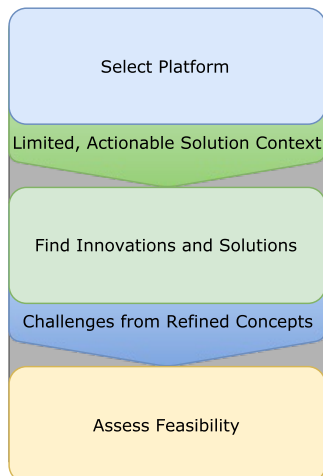 Select Platform
Limited, Actionable Solution Context
Find Innovations and Solutions
Challenges from Refined Concepts
Assess Feasibility